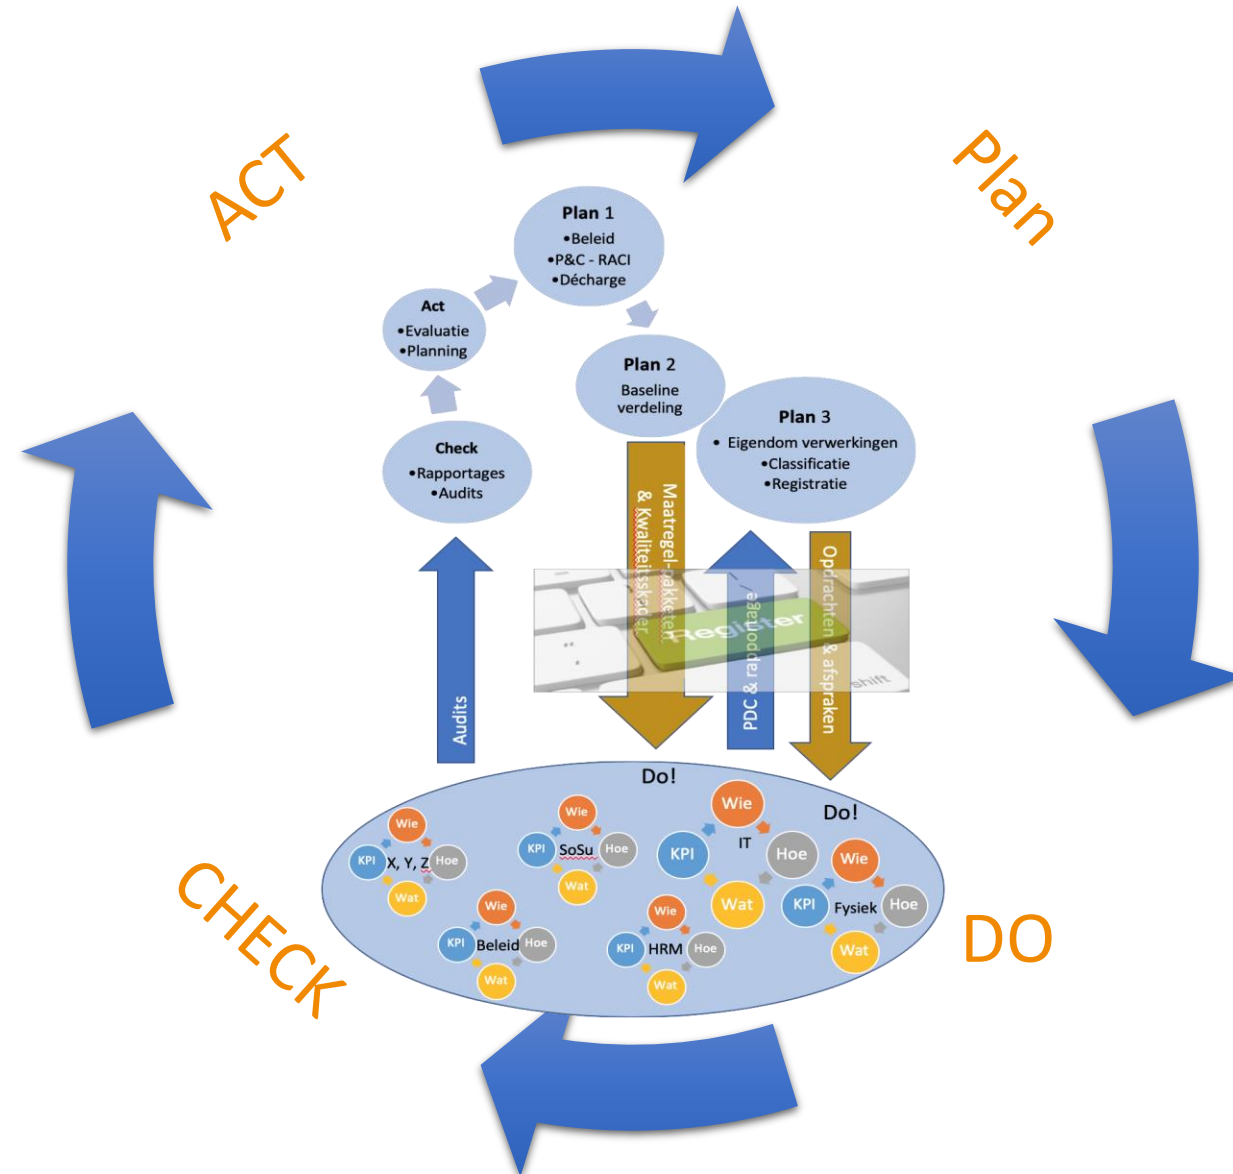 ACT
Plan
Plan 1
•Beleid
•P&C - RACI
•Décharge
Act
•Evaluatie
•Planning
Plan 2
Baseline
verdeling
Plan 3
• Eigendom verwerkingen
•Classificatie
•Registratie
Check
•Rapportages
•Audits
Maatregel-pakketen
& Kwaliteitsskader
Register
shift
PDC & rapportage
Opdrachten & afspraken
Audits
Do!
Do!
Wie
KPI
X, Y, Z
Hoe
Wat
Wie
KPI
SoSu
Hoe
Wat
Wie
IT
KPI
Hoe
Wat
Wie
KPI
Fysiek
Hoe
Wat
Wie
KPI
Beleid
Hoe
Wat
Wie
KPI
HRM
Hoe
Wat
CHECK
DO